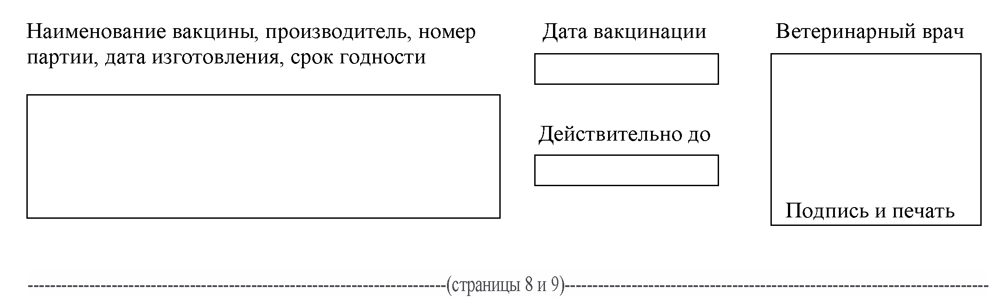 Наименование вакцины, производитель, номер
партии, дата изготовления, срок годности
Дата вакцинации
Действительно до
Ветеринарный врач
Подпись и печать
(страницы 8 и 9)